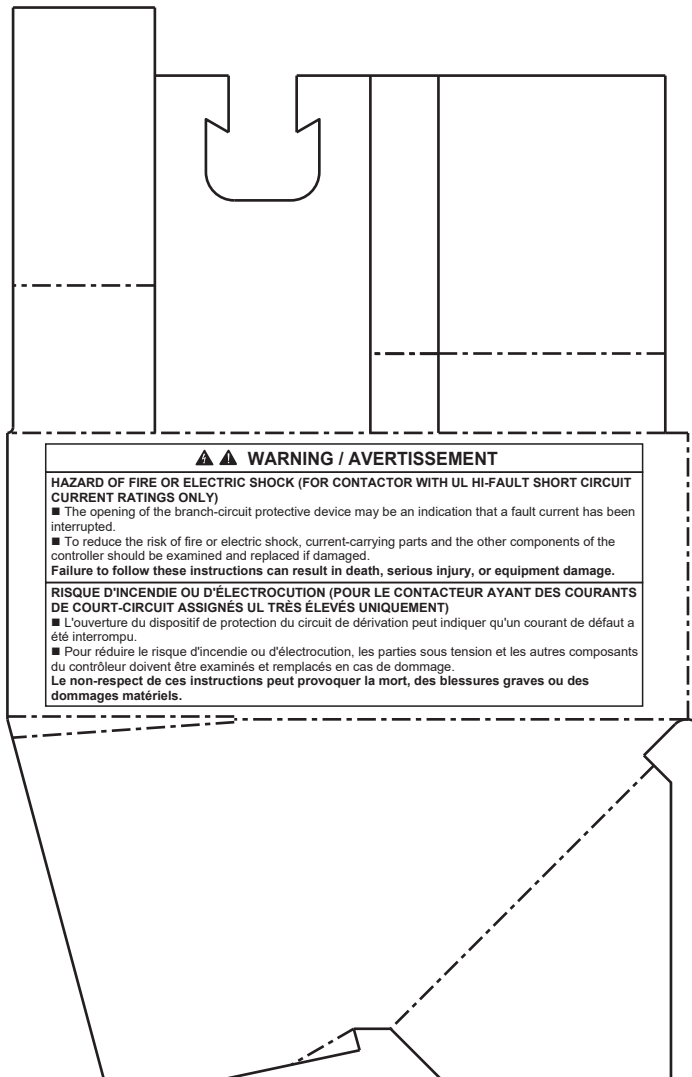 WARNING / AVERTISSEMENT
HAZARD OF FIRE OR ELECTRIC SHOCK (FOR CONTACTOR WITH UL HI-FAULT SHORT CIRCUIT
CURRENT RATINGS ONLY)
■ The opening of the branch-circuit protective device may be an indication that a fault current has been
interrupted.
■ To reduce the risk of fire or electric shock, current-carrying parts and the other components of the
controller should be examined and replaced if damaged.
Failure to follow these instructions can result in death, serious injury, or equipment damage.
RISQUE D'INCENDIE OU D'ÉLECTROCUTION (POUR LE CONTACTEUR AYANT DES COURANTS
DE COURT-CIRCUIT ASSIGNÉS UL TRÈS ÉLEVÉS UNIQUEMENT)
■ L'ouverture du dispositif de protection du circuit de dérivation peut indiquer qu'un courant de défaut a
été interrompu.
■ Pour réduire le risque d'incendie ou d'électrocution, les parties sous tension et les autres composants
du contrôleur doivent être examinés et remplacés en cas de dommage.
Le non-respect de ces instructions peut provoquer la mort, des blessures graves ou des
dommages matériels.